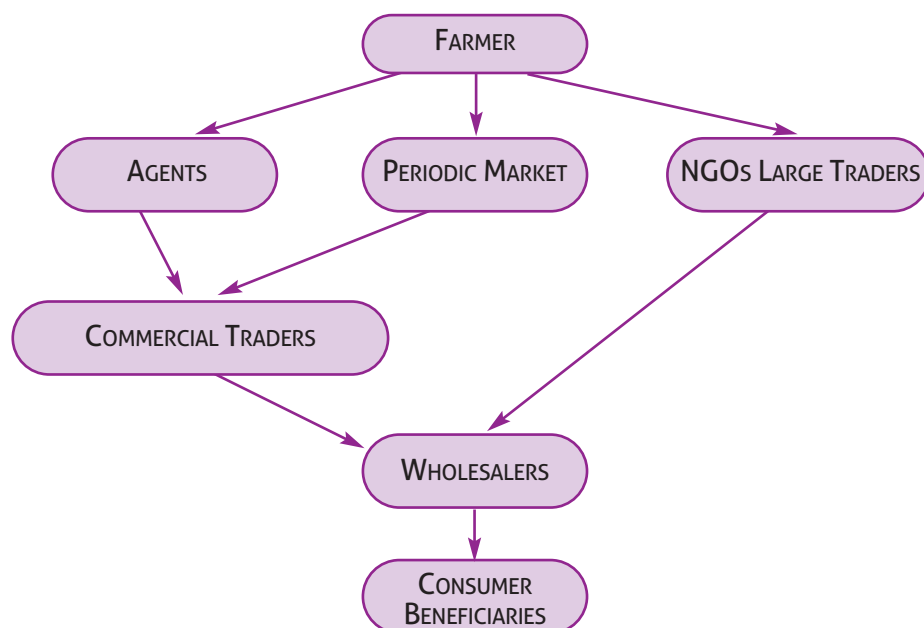 FARMER
AGENTS
PERIODIC MARKET
NGOS LARGE TRADERS
COMMERCIAL TRADERS
WHOLESALERS
CONSUMER
BENEFICIARIES